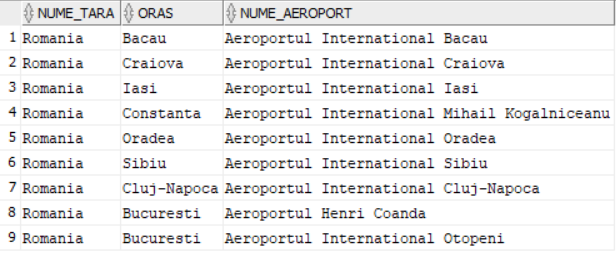 NUME_TARA ORAS NUME_AEROPORT
1 Romania Bacau Aeroportul International Bacau
2 Romania Craiova Aeroportul International Craiova
3 Romania Iasi Aeroportul International Iasi
4 Romania Constanta Aeroportul International Mihail Kogalniceanu
5 Romania Oradea Aeroportul International Oradea
6 Romania Sibiu Aeroportul International Sibiu
7 Romania Cluj-Napoca Aeroportul International Cluj-Napoca
8 Romania Bucuresti Aeroportul Henri Coanda
9 Romania Bucuresti Aeroportul International Otopeni